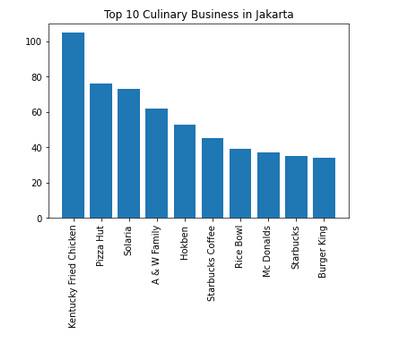 Top 10 Culinary Business in Jakarta
100
80
60
40
20
0
Kentucky Fried Chicken
Pizza Hut
Solaria
A & W Family
Hokben
Starbucks Coffee
Rice Bowl
Mc Donalds
Starbucks
Burger King